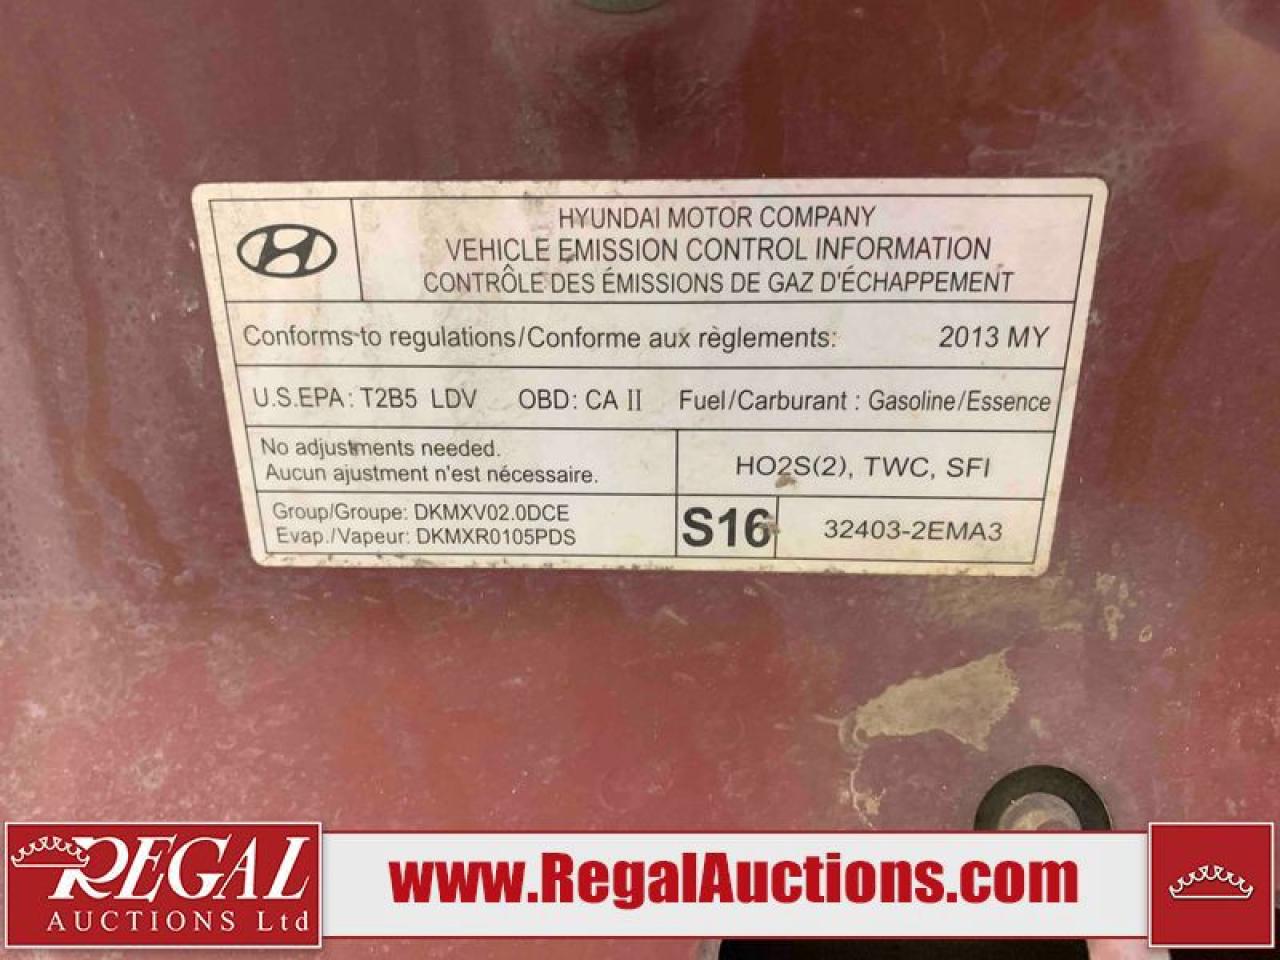 HYUNDAI MOTOR COMPANY
VEHICLE EMISSION CONTROL INFORMATION
CONTRÔLE DES ÉMISSIONS DE GAZ D'ÉCHAPPEMENT
Conforms to regulations/Conforme aux règlements: 2013 MY
U.S.EPA: T2B5 LDV OBD: CA II Fuel/Carburant : Gasoline/Essence
No adjustments needed.
Aucun ajustment n'est nécessaire.
HO2S(2), TWC, SFI
Group/Groupe: DKMXV02.0DCE
Evap./Vapeur: DKMXR0105PDS
S16
32403-2EMA3
REGAL
AUCTIONS Ltd
www.RegalAuctions.com